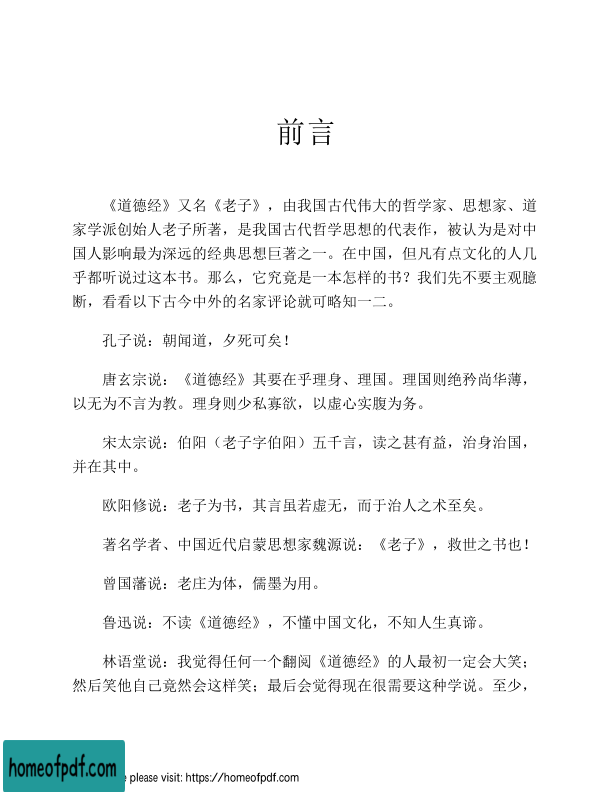 前言
《道德经》又名《老子》，由我国古代伟大的哲学家、思想家、道
家学派创始人老子所著，是我国古代哲学思想的代表作，被认为是对中
国人影响最为深远的经典思想巨著之一。在中国，但凡有点文化的人几
乎都听说过这本书。那么，它究竟是一本怎样的书？我们先不要主观臆
断，看看以下古今中外的名家评论就可略知一二。
孔子说：朝闻道，夕死可矣！
唐玄宗说：《道德经》其要在乎理身、理国。理国则绝矜尚华薄，
以无为不言为教。理身则少私寡欲，以虚心实腹为务。
宋太宗说：伯阳（老子字伯阳）五千言，读之甚有益，治身治国，
并在其中。
欧阳修说：老子为书，其言虽若虚无，而于治人之术至矣。
著名学者、中国近代启蒙思想家魏源说：《老子》，救世之书也！
曾国藩说：老庄为体，儒墨为用。
鲁迅说：不读《道德经》，不懂中国文化，不知人生真谛。
林语堂说：我觉得任何一个翻阅《道德经》的人最初一定会大笑；
然后笑他自己竟然会这样笑；最后会觉得现在很需要这种学说。至少，
homeofpdf.com
e please visit: https://homeofpdf.com